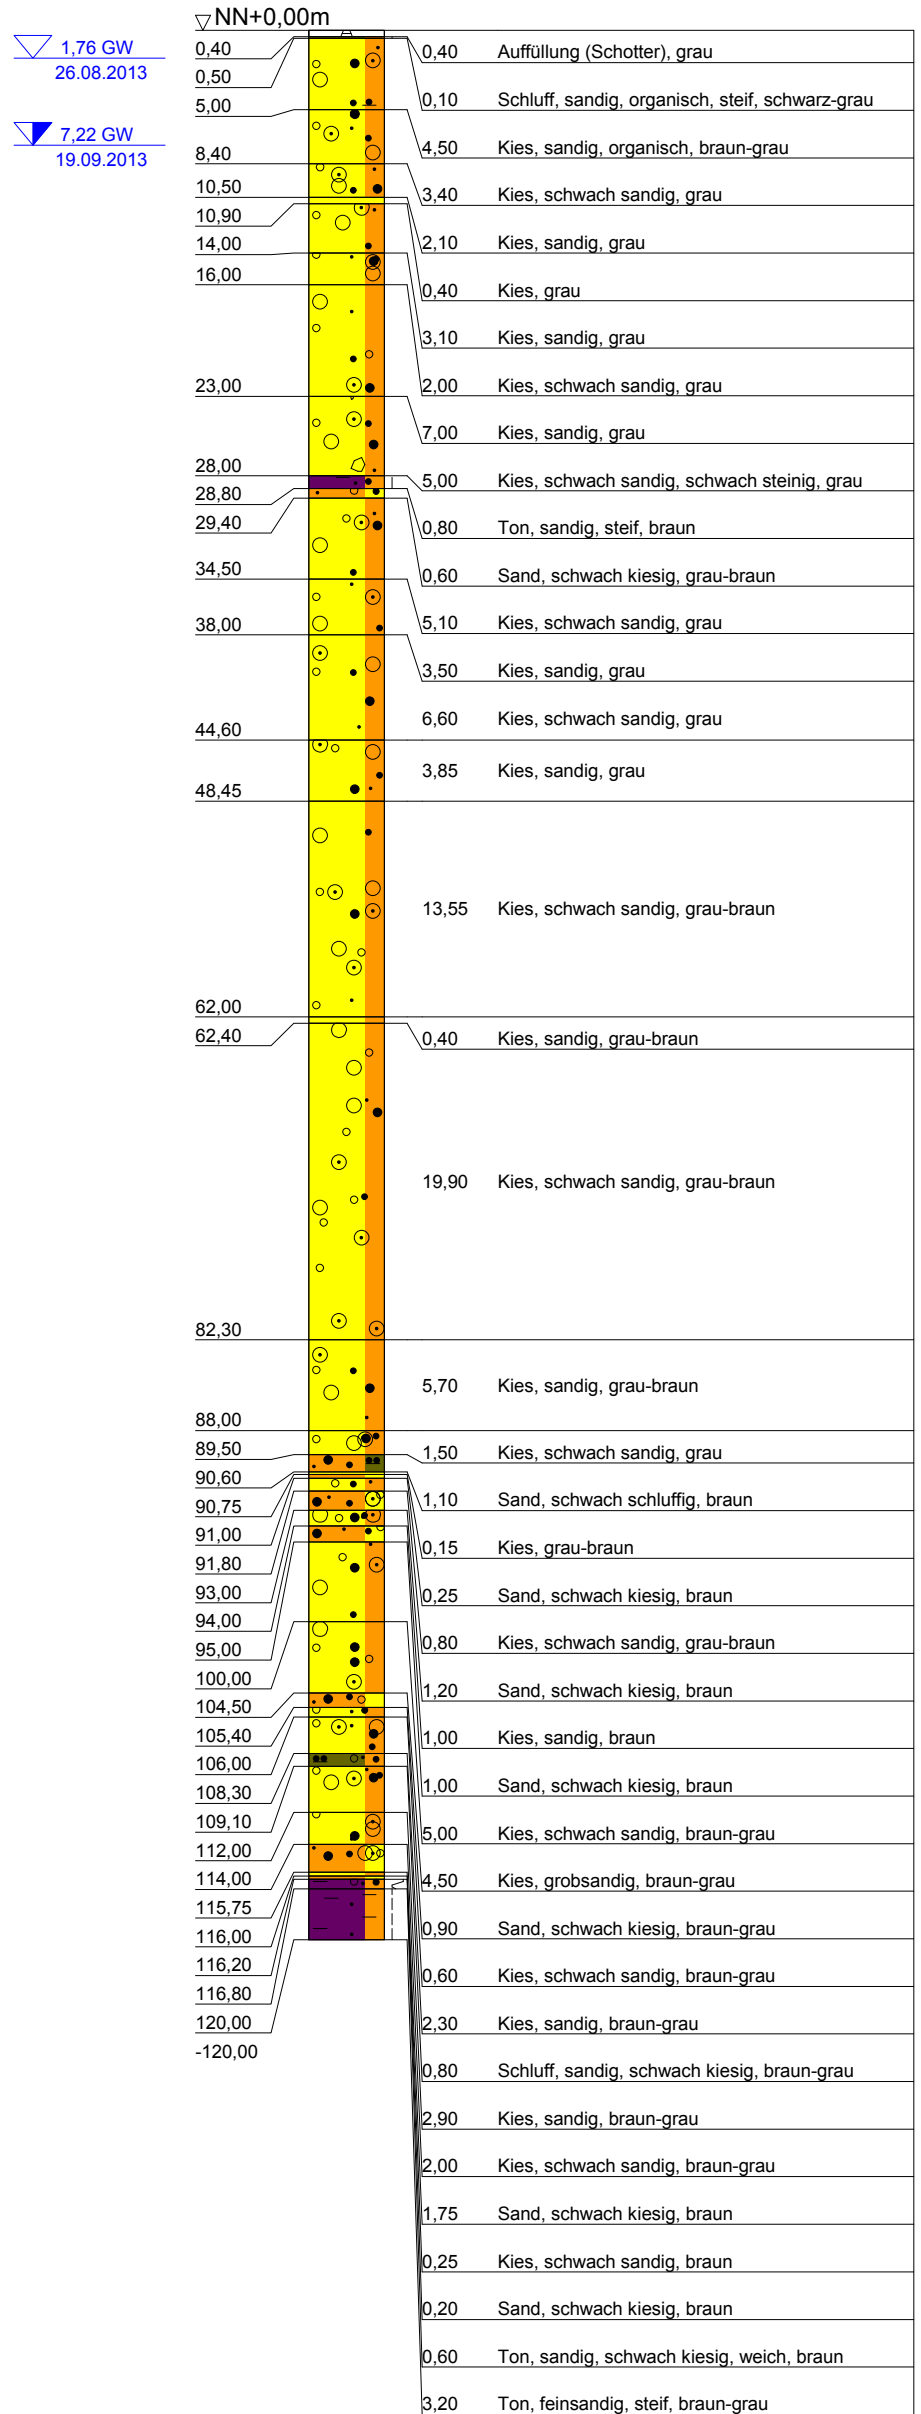 NN+0,00m
1,76 GW
26.08.2013
7,22 GW
19.09.2013
0,40
0,50
5,00
8,40
10,50
10,90
14,00
16,00
23,00
28,00
28,80
29,40
34,50
38,00
44,60
48,45
62,00
62,40
82,30
88,00
89,50
90,60
90,75
91,00
91,80
93,00
94,00
95,00
100,00
104,50
105,40
106,00
108,30
109,10
112,00
114,00
115,75
116,00
116,20
116,80
120,00
-120,00
0,40 Auffüllung (Schotter), grau
0,10 Schluff, sandig, organisch, steif, schwarz-grau
4,50 Kies, sandig, organisch, braun-grau
3,40 Kies, schwach sandig, grau
2,10 Kies, sandig, grau
0,40 Kies, grau
3,10 Kies, sandig, grau
2,00 Kies, schwach sandig, grau
7,00 Kies, sandig, grau
5,00 Kies, schwach sandig, schwach steinig, grau
0,80 Ton, sandig, steif, braun
0,60 Sand, schwach kiesig, grau-braun
5,10 Kies, schwach sandig, grau
3,50 Kies, sandig, grau
6,60 Kies, schwach sandig, grau
3,85 Kies, sandig, grau
13,55 Kies, schwach sandig, grau-braun
0,40 Kies, sandig, grau-braun
19,90 Kies, schwach sandig, grau-braun
5,70 Kies, sandig, grau-braun
1,50 Kies, schwach sandig, grau
1,10 Sand, schwach schluffig, braun
0,15 Kies, grau-braun
0,25 Sand, schwach kiesig, braun
0,80 Kies, schwach sandig, grau-braun
1,20 Sand, schwach kiesig, braun
1,00 Kies, sandig, braun
1,00 Sand, schwach kiesig, braun
5,00 Kies, schwach sandig, braun-grau
4,50 Kies, grobsandig, braun-grau
0,90 Sand, schwach kiesig, braun-grau
0,60 Kies, schwach sandig, braun-grau
2,30 Kies, sandig, braun-grau
0,80 Schluff, sandig, schwach kiesig, braun-grau
2,90 Kies, sandig, braun-grau
2,00 Kies, schwach sandig, braun-grau
1,75 Sand, schwach kiesig, braun
0,25 Kies, schwach sandig, braun
0,20 Sand, schwach kiesig, braun
0,60 Ton, sandig, schwach kiesig, weich, braun
3,20 Ton, feinsandig, steif, braun-grau